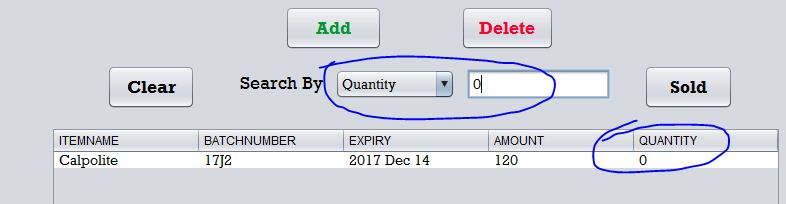 Add Delete
Clear Search By Quantity 0 Sold
ITEMNAME BATCHNUMBER EXPIRY AMOUNT QUANTITY
Calpolite 17J2 2017 Dec 14 120 0